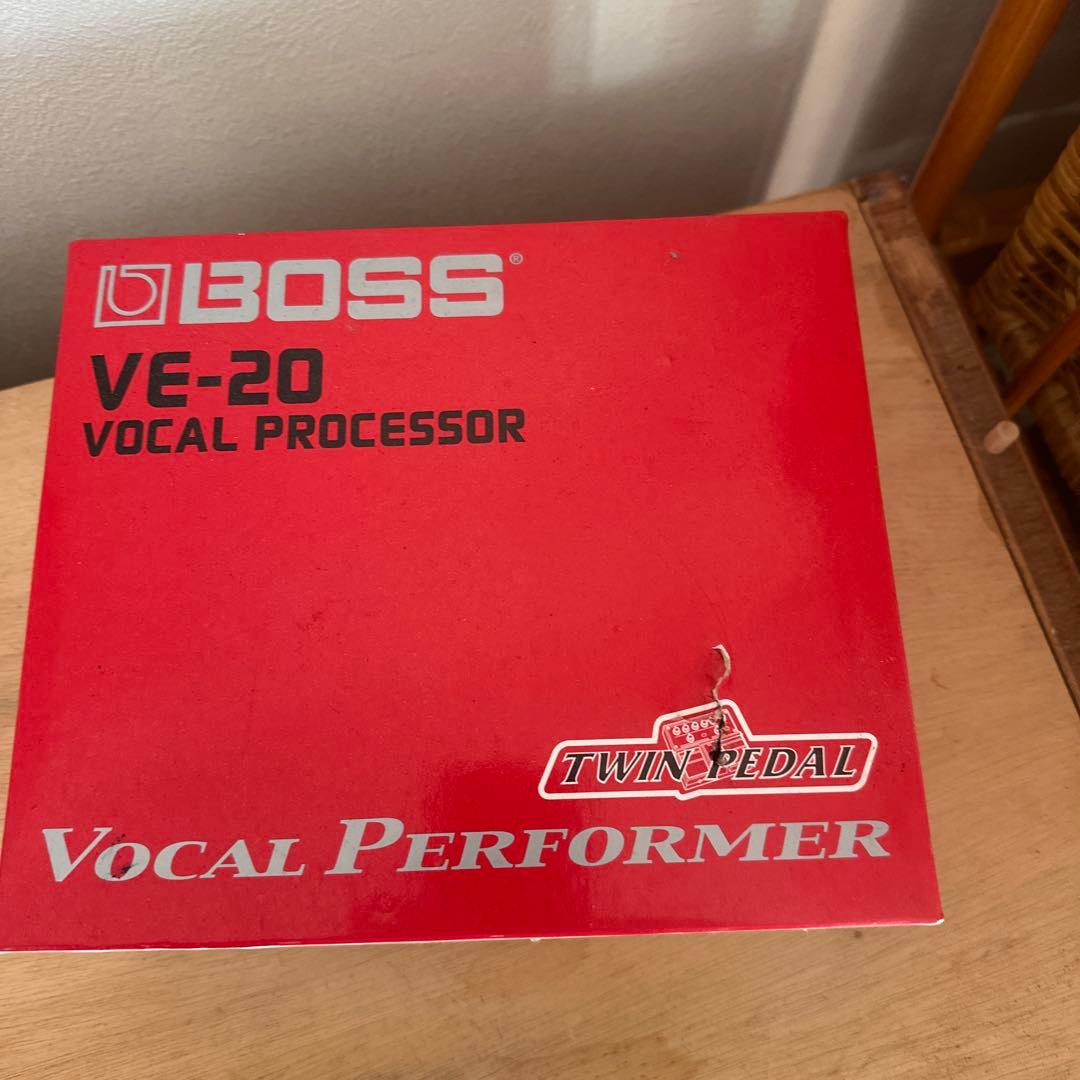 BOSS®
VE-20
VOCAL PROCESSOR
TWIN PEDAL
VOCAL PERFORMER